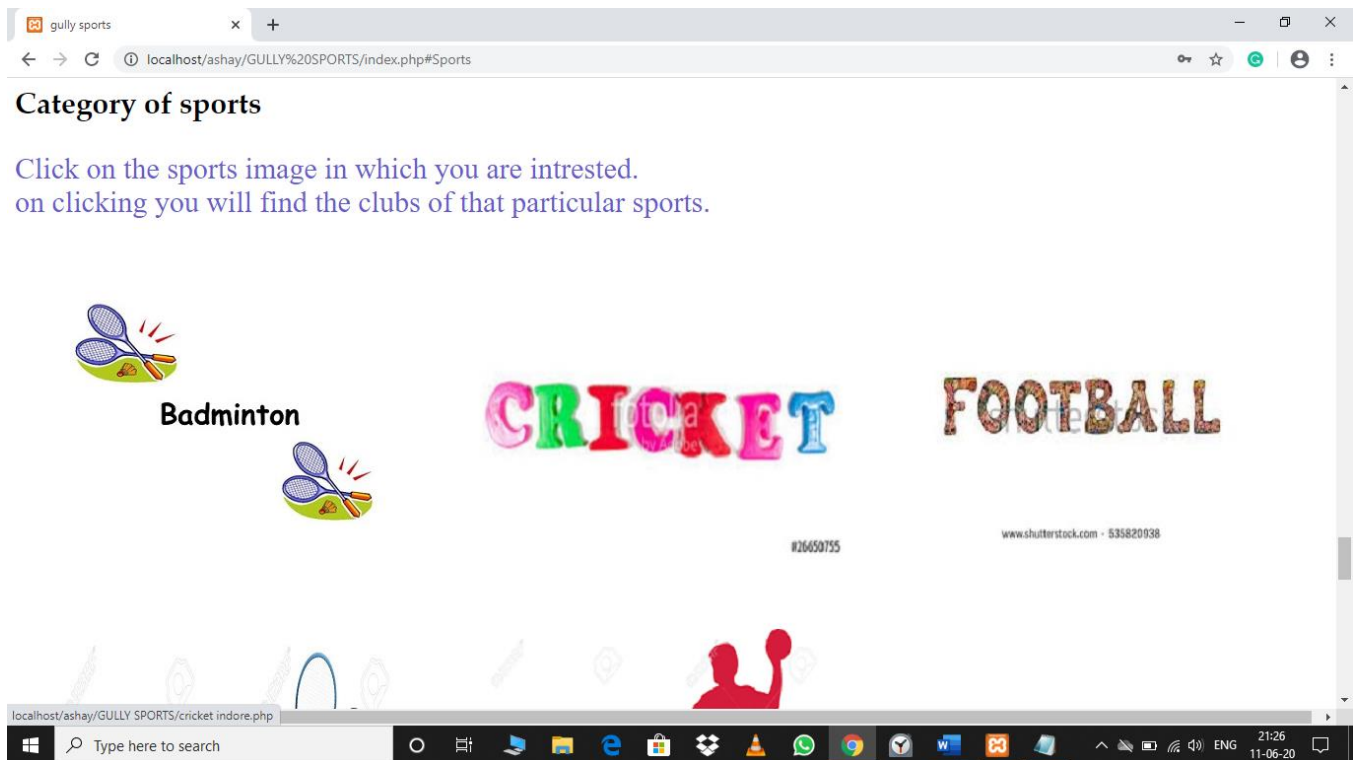 gully sports
localhost/ashay/GULLY%20SPORTS/index.php#Sports
Category of sports
Click on the sports image in which you are intrested.
on clicking you will find the clubs of that particular sports.
Badminton
CRICKET
#26650755
FOOTBALL
www.shutterstock.com · 535820938
localhost/ashay/GULLY SPORTS/cricket indore.php
Type here to search
ENG
21:26
11-06-20